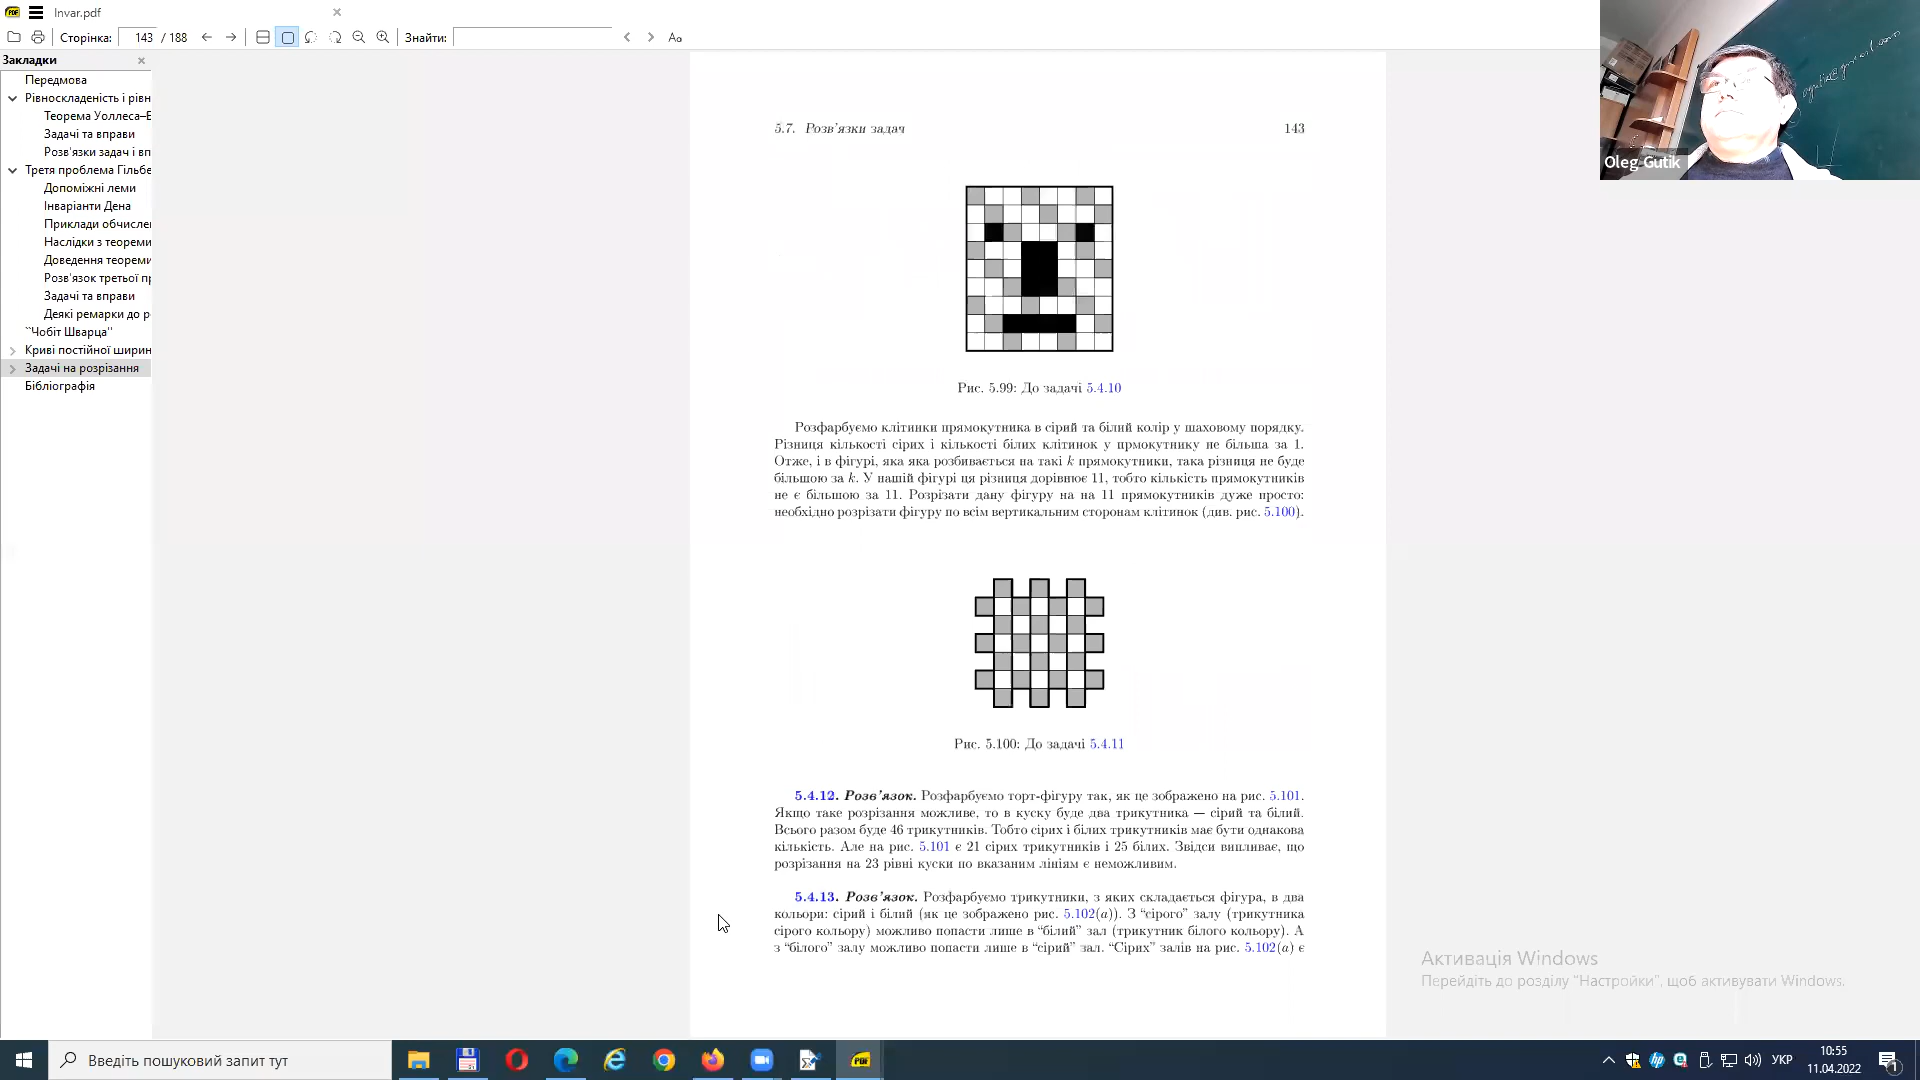 Invar.pdf
Сторінка: 143 / 188 Знайти: Aa
Закладки
Передмова
Рівноскладеність і рівн
Теорема Уоллеса–Б
Задачі та вправи
Розв'язки задач і вп
Третя проблема Гільбе
Допоміжні леми
Інваріанти Дена
Приклади обчислен
Наслідки з теореми
Доведення теореми
Розв'язок третьої пр
Задачі та вправи
Деякі ремарки до р
``Чобіт Шварца''
Криві постійної ширин
Задачі на розрізання
Бібліографія
5.7. Розв'язки задач 143
Рис. 5.99: До задачі 5.4.10
Розфарбуємо клітинки прямокутника в сірий та білий колір у шаховому порядку.
Різниця кількості сірих і кількості білих клітинок у прмокутнику не більша за 1.
Отже, і в фігурі, яка яка розбивається на такі k прямокутники, така різниця не буде
більшою за k. У нашій фігурі ця різниця дорівнює 11, тобто кількість прямокутників
не є більшою за 11. Розрізати дану фігуру на на 11 прямокутників дуже просто:
необхідно розрізати фігуру по всім вертикальним сторонам клітинок (див. рис. 5.100).
Рис. 5.100: До задачі 5.4.11
5.4.12. Розв'язок. Розфарбуємо торт-фігуру так, як це зображено на рис. 5.101.
Якщо таке розрізання можливе, то в куску буде два трикутника — сірий та білий.
Всього разом буде 46 трикутників. Тобто сірих і білих трикутників має бути однакова
кількість. Але на рис. 5.101 є 21 сірих трикутників і 25 білих. Звідси випливає, що
розрізання на 23 рівні куски по вказаним лініям є неможливим.
5.4.13. Розв'язок. Розфарбуємо трикутники, з яких складається фігура, в два
кольори: сірий і білий (як це зображено рис. 5.102(a)). З “сірого” залу (трикутника
сірого кольору) можливо попасти лише в “білий” зал (трикутник білого кольору). А
з “білого” залу можливо попасти лише в “сірий” зал. “Сірих” залів на рис. 5.102(a) є
Oleg Gutik
Активація Windows
Перейдіть до розділу "Настройки", щоб активувати Windows.
Введіть пошуковий запит тут
УКР
10:55
11.04.2022